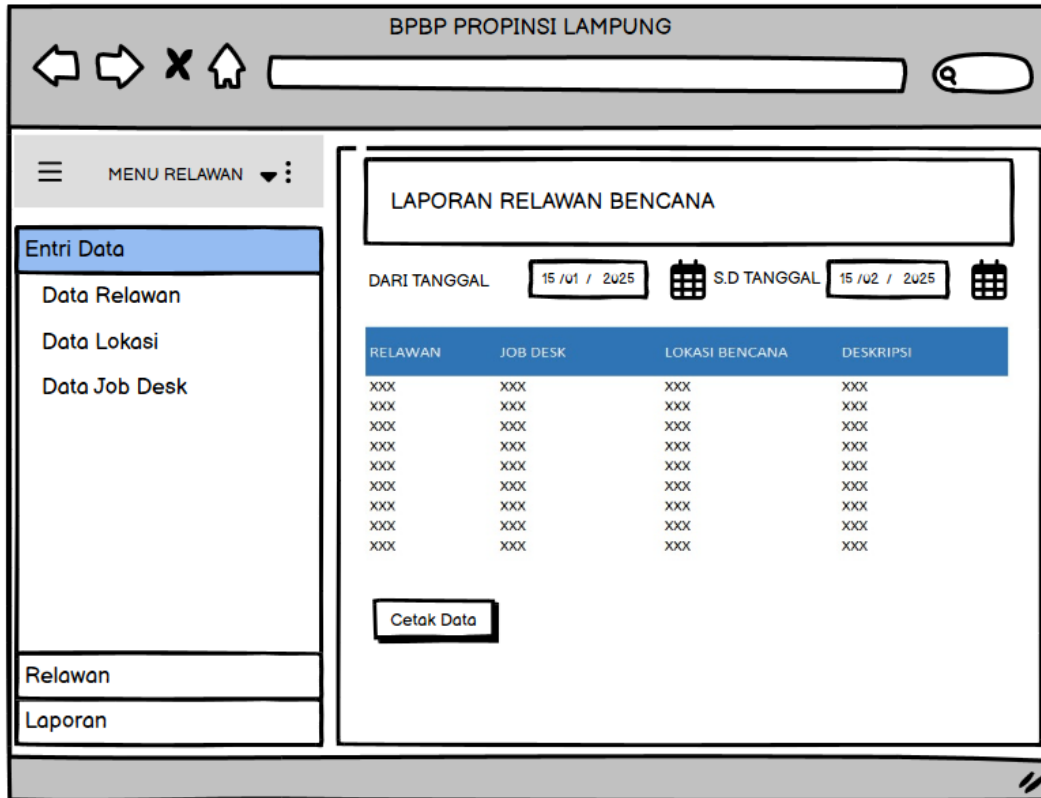 BPBP PROPINSI LAMPUNG
MENU RELAWAN
Entri Data
Data Relawan
Data Lokasi
Data Job Desk
Relawan
Laporan
LAPORAN RELAWAN BENCANA
DARI TANGGAL 15 /01 / 2025 S.D TANGGAL 15 /02 / 2025
RELAWAN JOB DESK LOKASI BENCANA DESKRIPSI
XXX XXX XXX XXX
XXX XXX XXX XXX
XXX XXX XXX XXX
XXX XXX XXX XXX
XXX XXX XXX XXX
XXX XXX XXX XXX
XXX XXX XXX XXX
XXX XXX XXX XXX
XXX XXX XXX XXX
Cetak Data